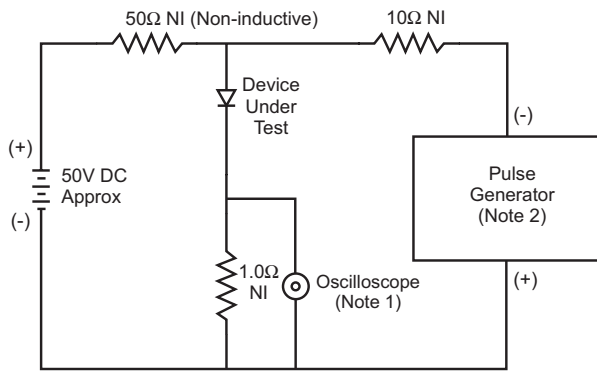 50Ω NI (Non-inductive)
10Ω NI
Device
Under
Test
(-)
(+)
50V DC
Approx
(-)
Pulse
Generator
(Note 2)
1.0Ω
NI
Oscilloscope
(Note 1)
(+)